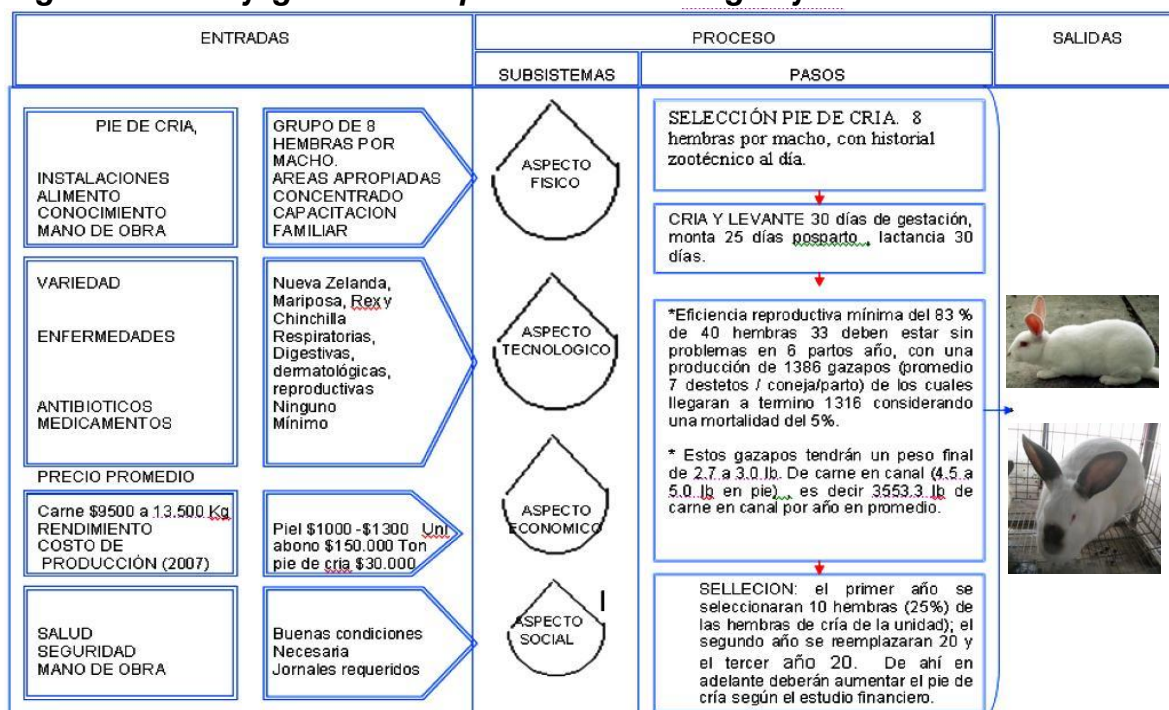 ENTRADAS
PROCESO
SALIDAS
SUBSISTEMAS
PASOS
PIE DE CRIA,
INSTALACIONES
ALIMENTO
CONOCIMIENTO
MANO DE OBRA
GRUPO DE 8
HEMBRAS POR
MACHO.
AREAS APROPIADAS
CONCENTRADO
CAPACITACION
FAMILIAR
ASPECTO
FISICO
SELECCIÓN PIE DE CRIA. 8
hembras por macho, con historial
zootécnico al día.
CRIA Y LEVANTE 30 días de gestación,
monta 25 días posparto , lactancia 30
días.
VARIEDAD
ENFERMEDADES
ANTIBIOTICOS
MEDICAMENTOS
Nueva Zelanda,
Mariposa, Rex y
Chinchilla
Respiratorias,
Digestivas,
dermatológicas,
reproductivas
Ninguno
Mínimo
ASPECTO
TECNOLOGICO
*Eficiencia reproductiva mínima del 83 %
de 40 hembras 33 deben estar sin
problemas en 6 partos año, con una
producción de 1386 gazapos (promedio
7 destetos / coneja/parto) de los cuales
llegaran a termino 1316 considerando
una mortalidad del 5%.
* Estos gazapos tendrán un peso final
de 2.7 a 3.0 lb. De carne en canal (4.5 a
5.0 lb en pie) , es decir 3553.3 lb de
carne en canal por año en promedio.
PRECIO PROMEDIO
Carne $9500 a 13.500 Kg
RENDIMIENTO
COSTO DE
PRODUCCIÓN (2007)
Piel $1000 -$1300 Uni
abono $150.000 Ton
pie de cria $30.000
ASPECTO
ECONOMICO
SALUD
SEGURIDAD
MANO DE OBRA
Buenas condiciones
Necesaria
Jornales requeridos
ASPECTO
SOCIAL
SELLECION: el primer año se
seleccionaran 10 hembras (25%) de
las hembras de cría de la unidad); el
segundo año se reemplazaran 20 y
el tercer año 20. De ahí en
adelante deberán aumentar el pie de
cría según el estudio financiero.